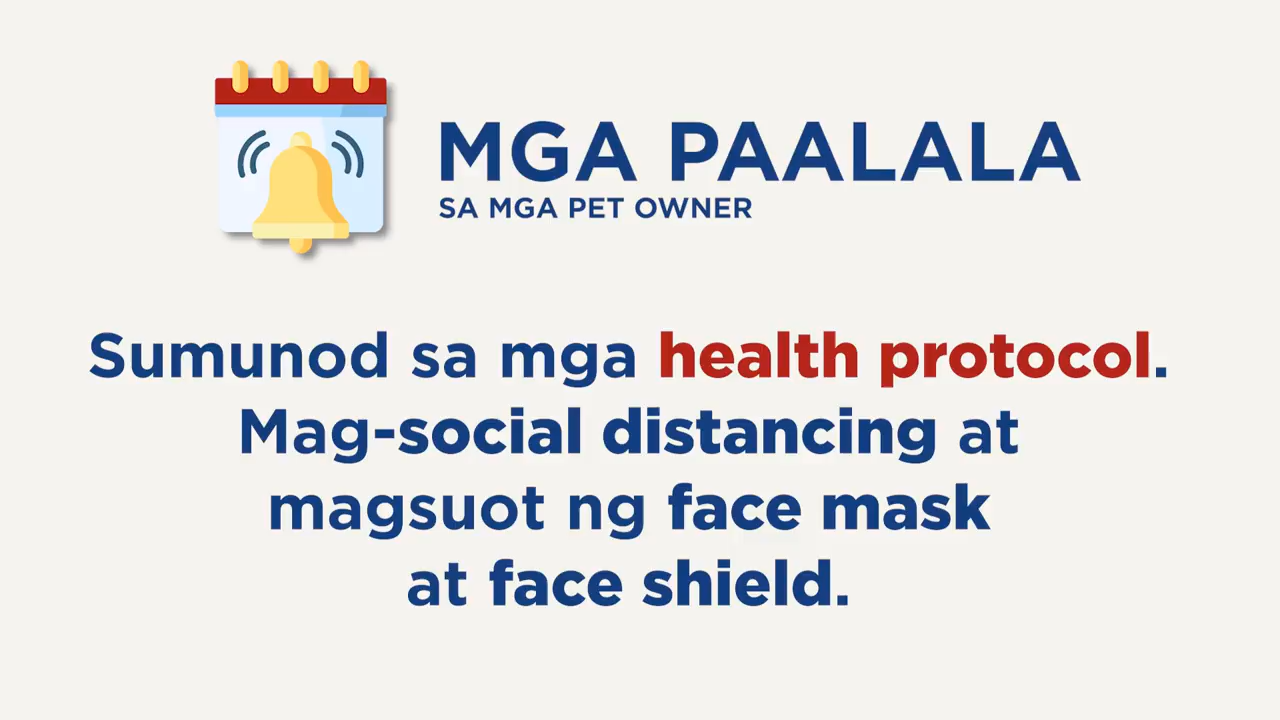 MGA PAALALA
SA MGA PET OWNER
Sumunod sa mga health protocol.
Mag-social distancing at
magsuot ng face mask
at face shield.